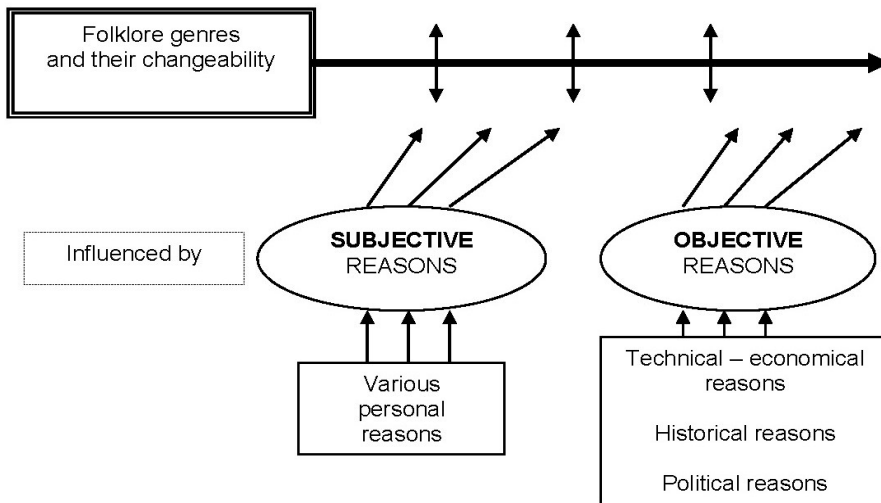 Folklore genres
and their changeability
Influenced by
SUBJECTIVE
REASONS
OBJECTIVE
REASONS
Various
personal
reasons
Technical – economical
reasons
Historical reasons
Political reasons